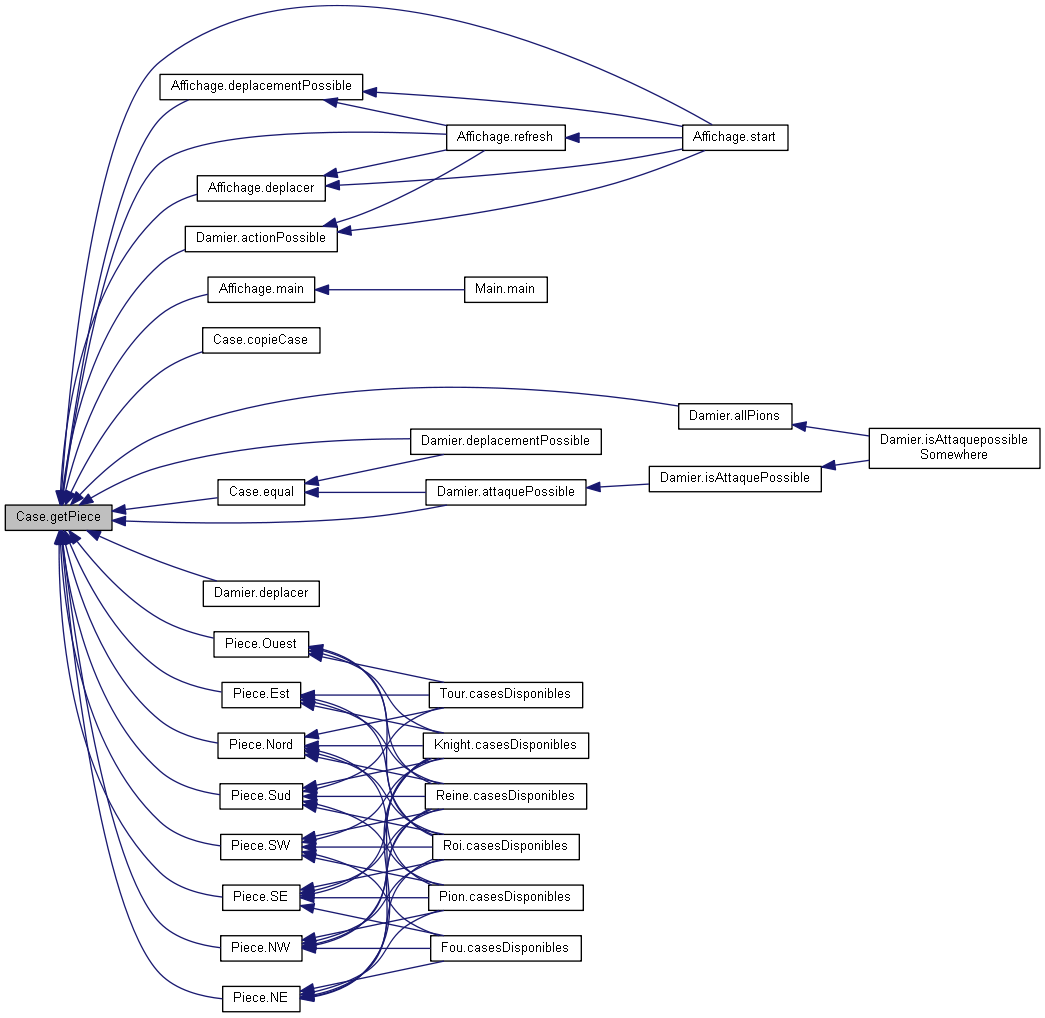 Affichage.deplacementPossible
Affichage.refresh
Affichage.start
Affichage.deplacer
Damier.actionPossible
Affichage.main
Main.main
Case.copieCase
Damier.allPions
Damier.deplacementPossible
Damier.isAttaquepossible
Somewhere
Damier.isAttaquePossible
Case.equal
Damier.attaquePossible
Case.getPiece
Damier.deplacer
Piece.Ouest
Piece.Est
Tour.casesDisponibles
Piece.Nord
Knight.casesDisponibles
Piece.Sud
Reine.casesDisponibles
Piece.SW
Roi.casesDisponibles
Piece.SE
Pion.casesDisponibles
Piece.NW
Fou.casesDisponibles
Piece.NE